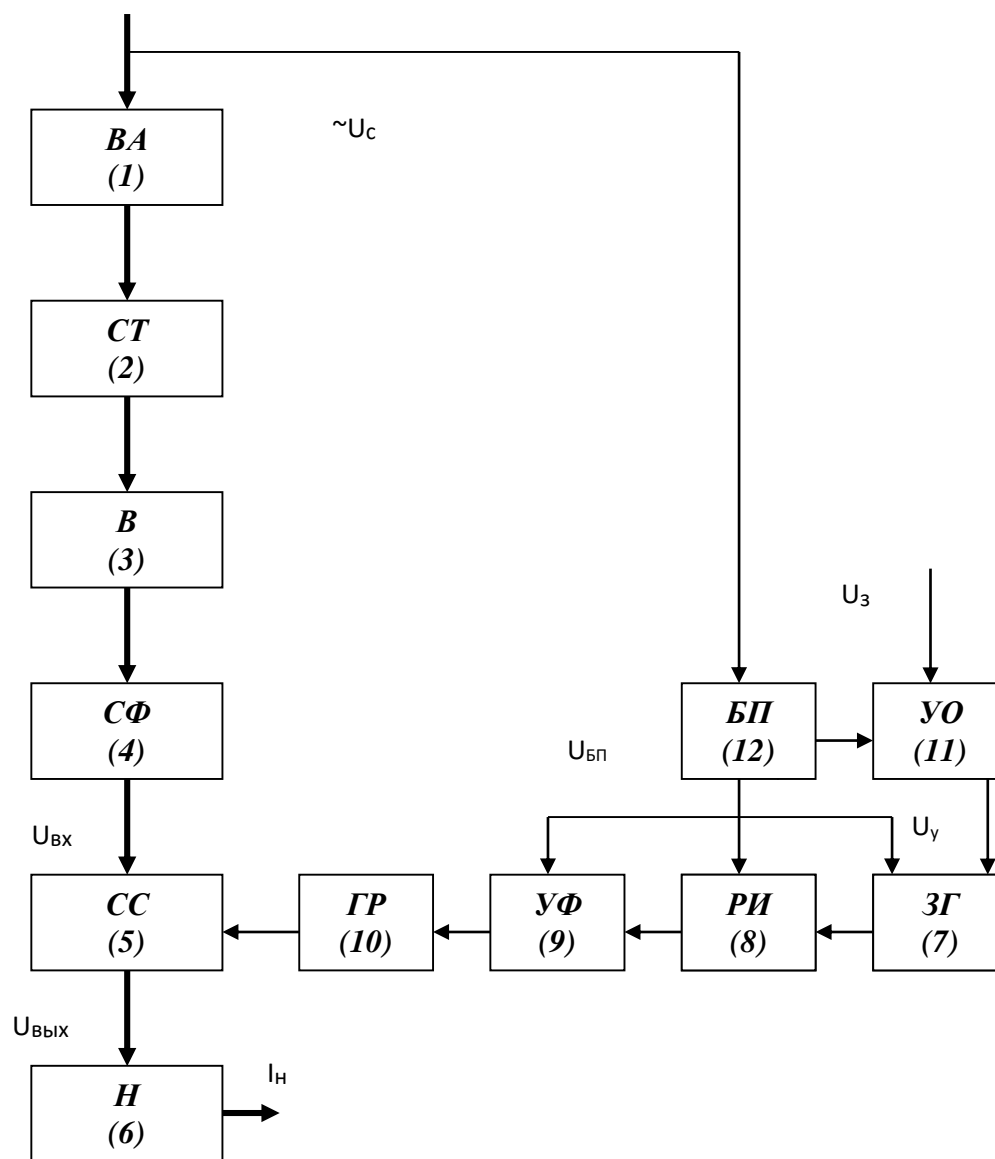 ~Uc
ВА
(1)
СТ
(2)
В
(3)
Uз
СФ
(4)
БП
(12)
УО
(11)
UБП
Uвх
Uу
СС
(5)
ГР
(10)
УФ
(9)
РИ
(8)
ЗГ
(7)
Uвых
Iн
Н
(6)